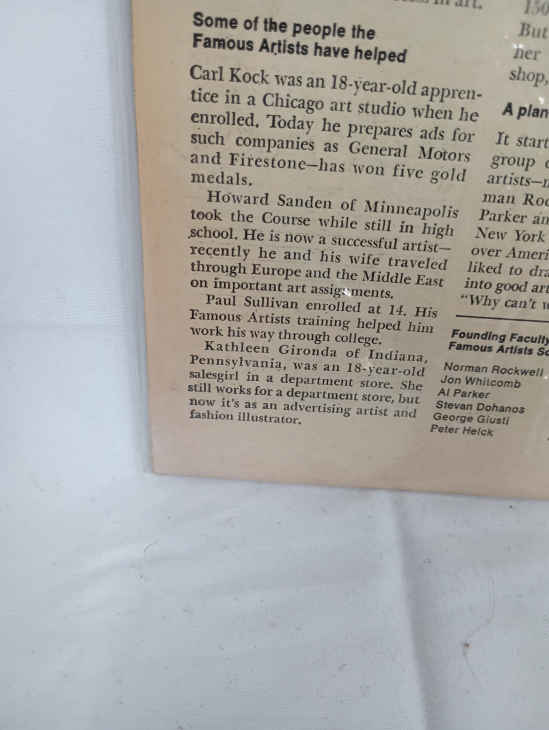 in art.
Some of the people the
Famous Artists have helped
Carl Kock was an 18-year-old appren-
tice in a Chicago art studio when he
enrolled. Today he prepares ads for
such companies as General Motors
and Firestone—has won five gold
medals.
Howard Sanden of Minneapolis
took the Course while still in high
school. He is now a successful artist—
recently he and his wife traveled
through Europe and the Middle East
on important art assignments.
Paul Sullivan enrolled at 14. His
Famous Artists training helped him
work his way through college.
Kathleen Gironda of Indiana,
Pennsylvania, was an 18-year-old
salesgirl in a department store. She
still works for a department store, but
now it's as an advertising artist and
fashion illustrator.
150
But
her
shop,
A plan
It start
group
artists—
man Roc
Parker an
New York
over Ameri
liked to dra
into good art
"Why can't w
Founding Faculty
Famous Artists Sc
Norman Rockwell
Jon Whitcomb
Al Parker
Stevan Dohanos
George Giusti
Peter Helck